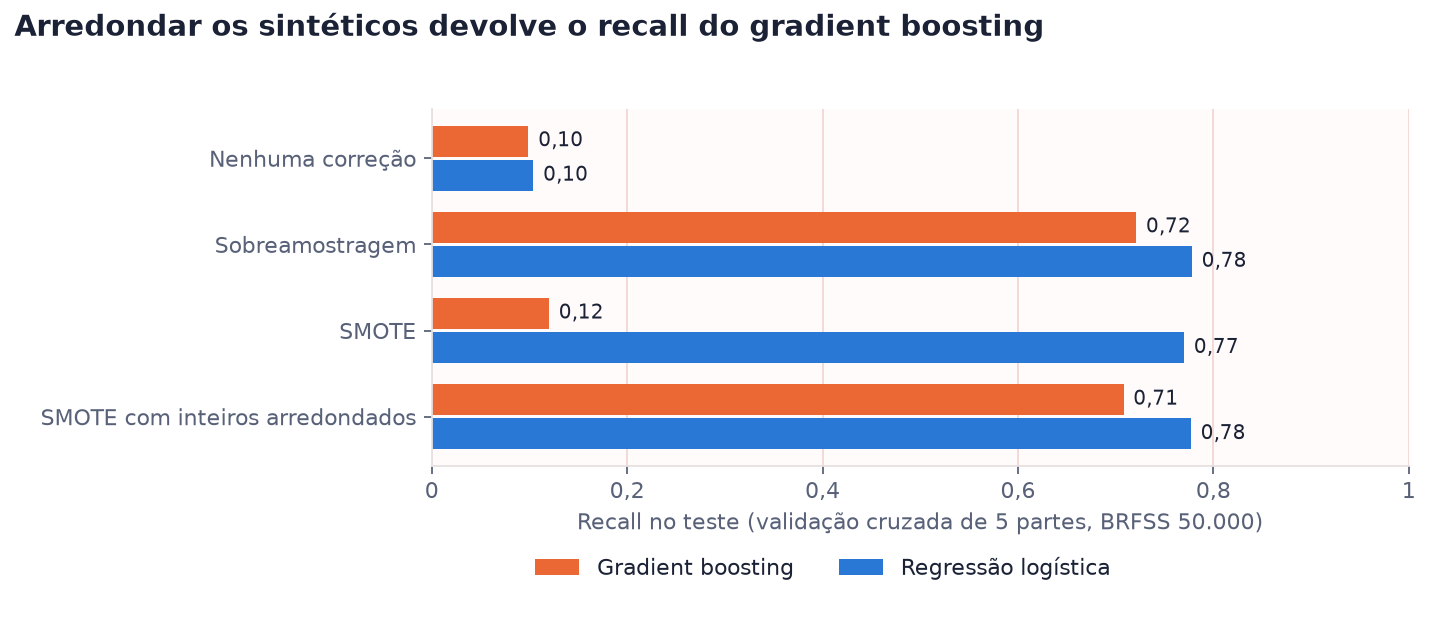 Arredondar os sintéticos devolve o recall do gradient boosting
Nenhuma correção
0,10
0,10
Sobreamostragem
0,72
0,78
SMOTE
0,12
0,77
SMOTE com inteiros arredondados
0,71
0,78
0 0,2 0,4 0,6 0,8 1
Recall no teste (validação cruzada de 5 partes, BRFSS 50.000)
Gradient boosting Regressão logística